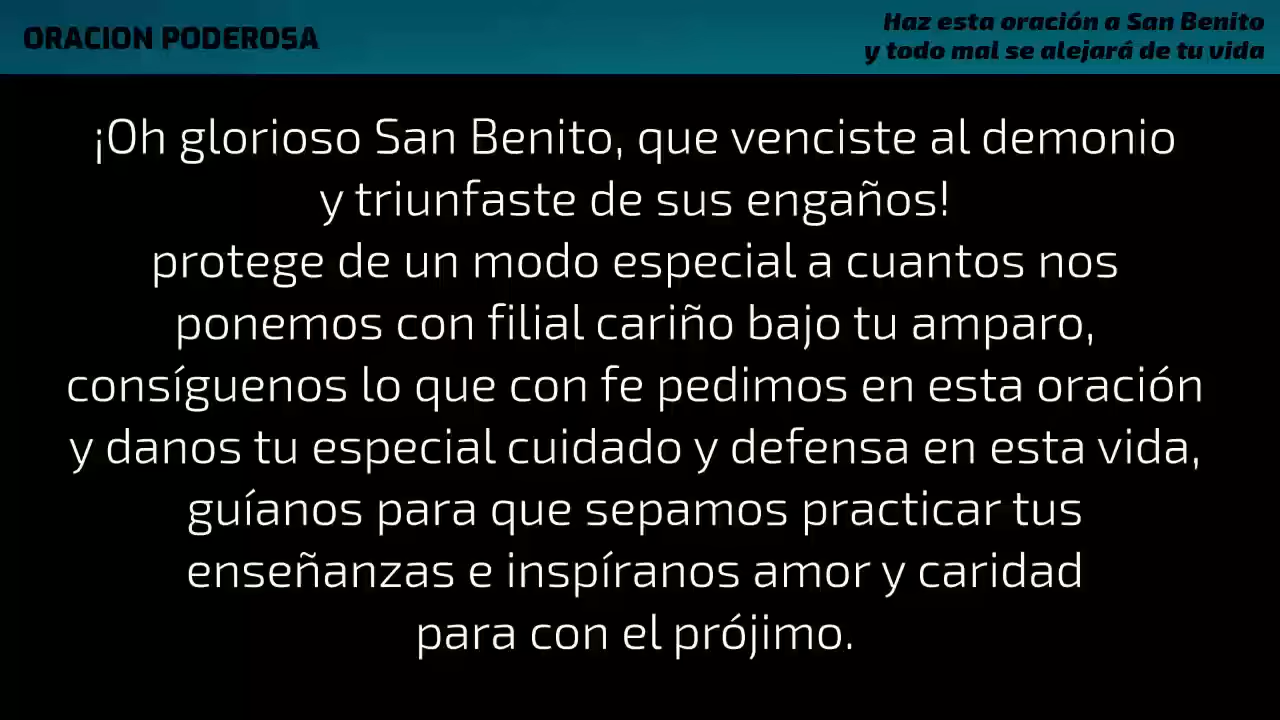 ORACION PODEROSA
Haz esta oración a San Benito
y todo mal se alejará de tu vida
¡Oh glorioso San Benito, que venciste al demonio
y triunfaste de sus engaños!
protege de un modo especial a cuantos nos
ponemos con filial cariño bajo tu amparo,
consíguenos lo que con fe pedimos en esta oración
y danos tu especial cuidado y defensa en esta vida,
guíanos para que sepamos practicar tus
enseñanzas e inspíranos amor y caridad
para con el prójimo.